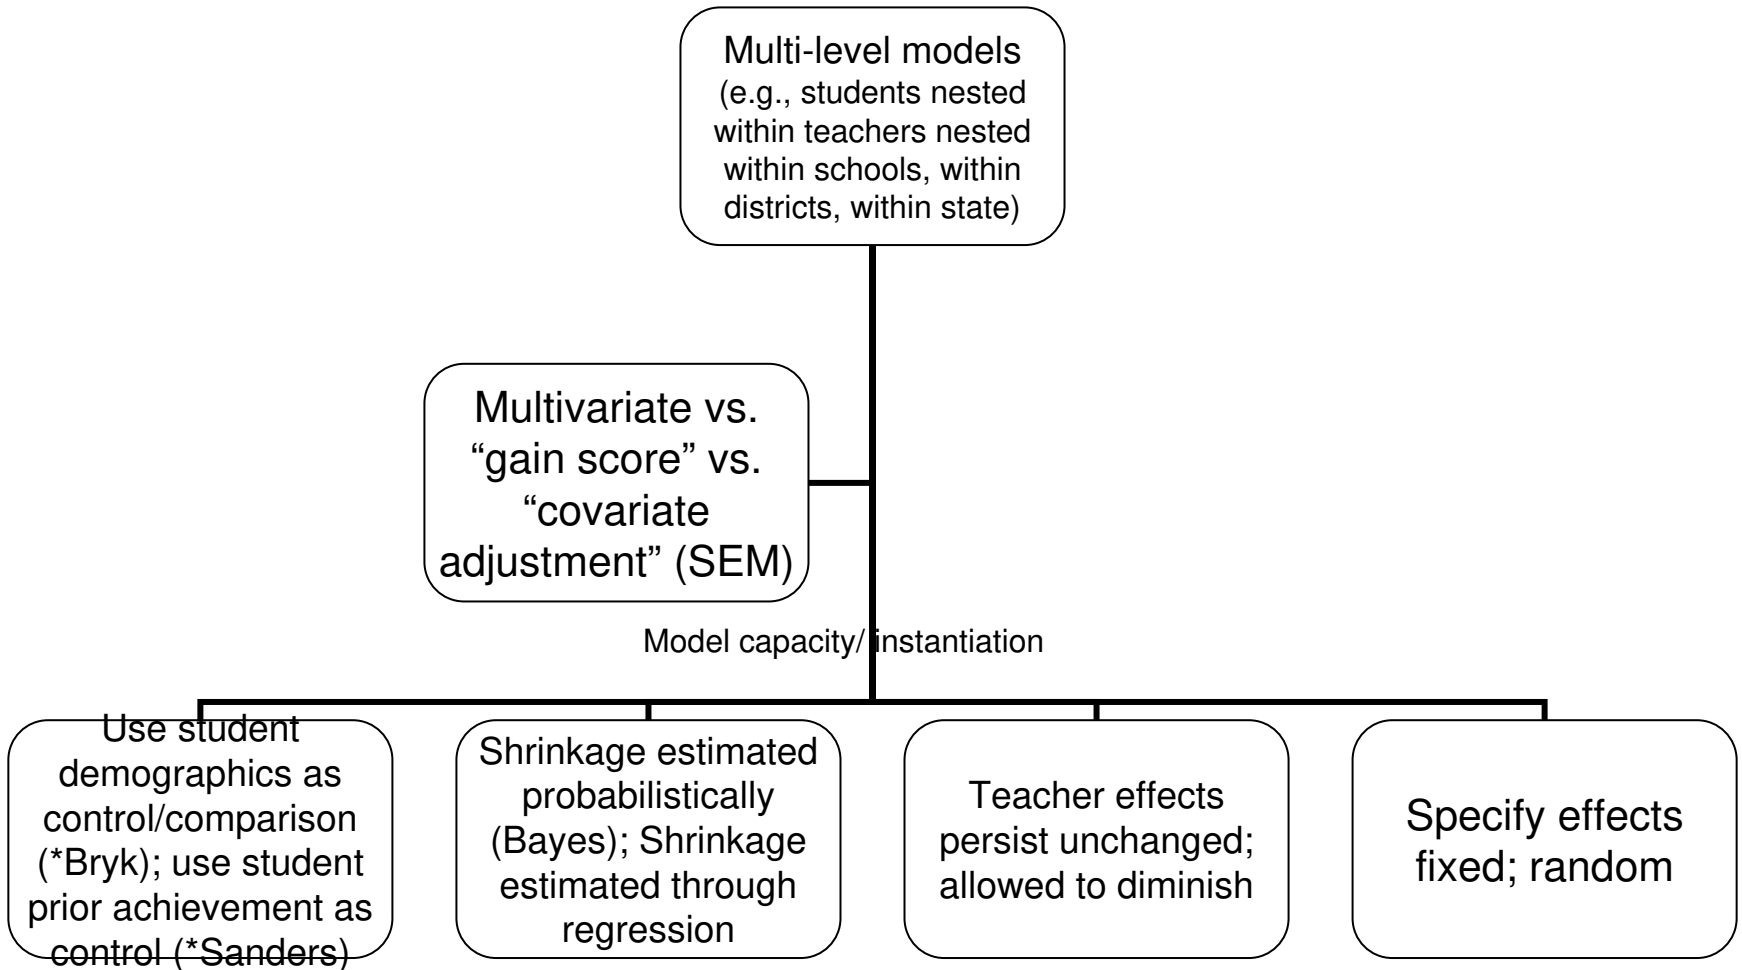 Multi-level models
(e.g., students nested
within teachers nested
within schools, within
districts, within state)
Multivariate vs.
“gain score” vs.
“covariate
adjustment” (SEM)
Model capacity/ instantiation
Use student
demographics as
control/comparison
(*Bryk); use student
prior achievement as
control (*Sanders)
Shrinkage estimated
probabilistically
(Bayes); Shrinkage
estimated through
regression
Teacher effects
persist unchanged;
allowed to diminish
Specify effects
fixed; random